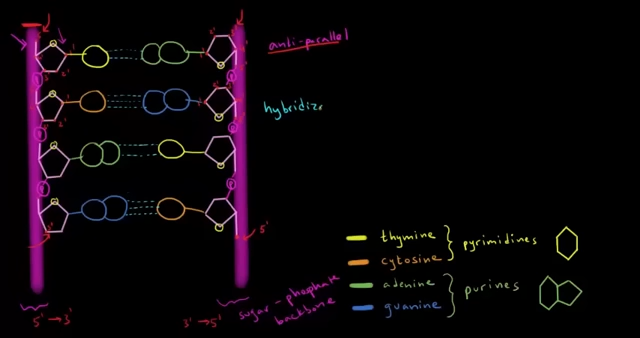 anti-parallel
hybridize
5'
thymine
cytosine
pyrimidines
adenine
guanine
purines
sugar-phosphate
backbone
5' → 3'
3' → 5'